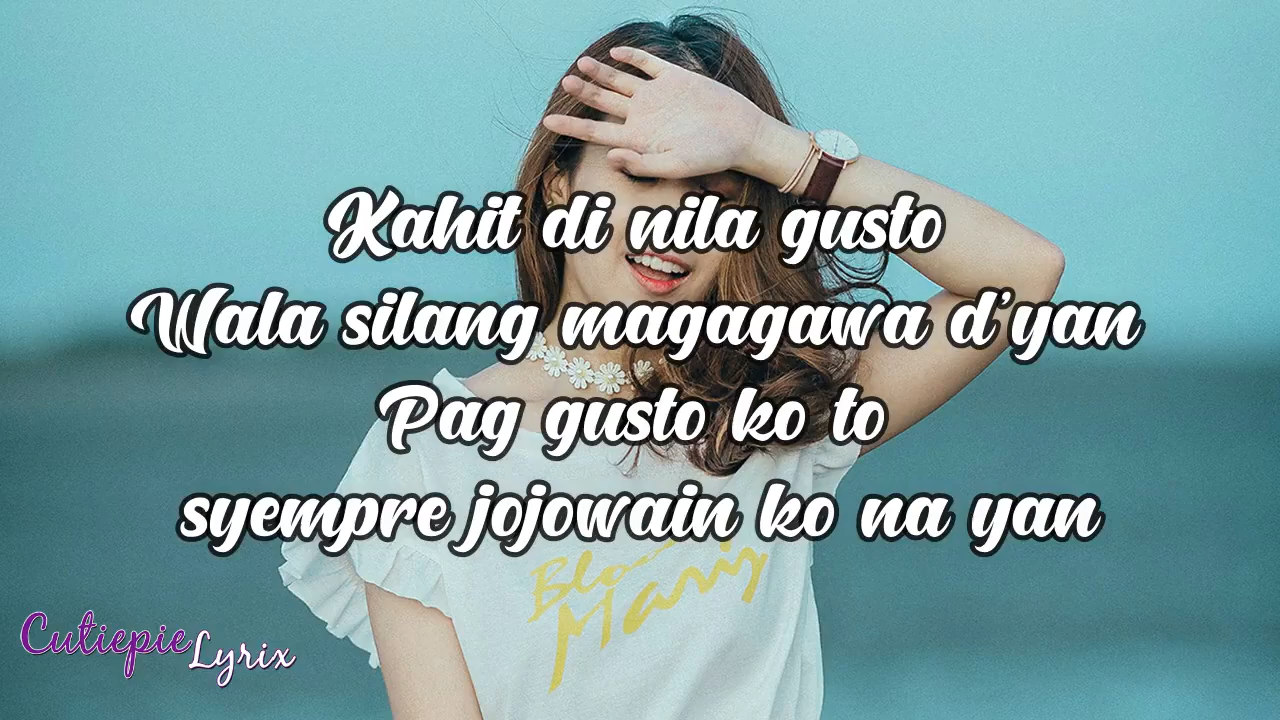 Kahit di nila gusto
Wala silang magagawa d'yan
Pag gusto ko to
syempre jojowain ko na yan
Maris
Cutiepie Lyrix